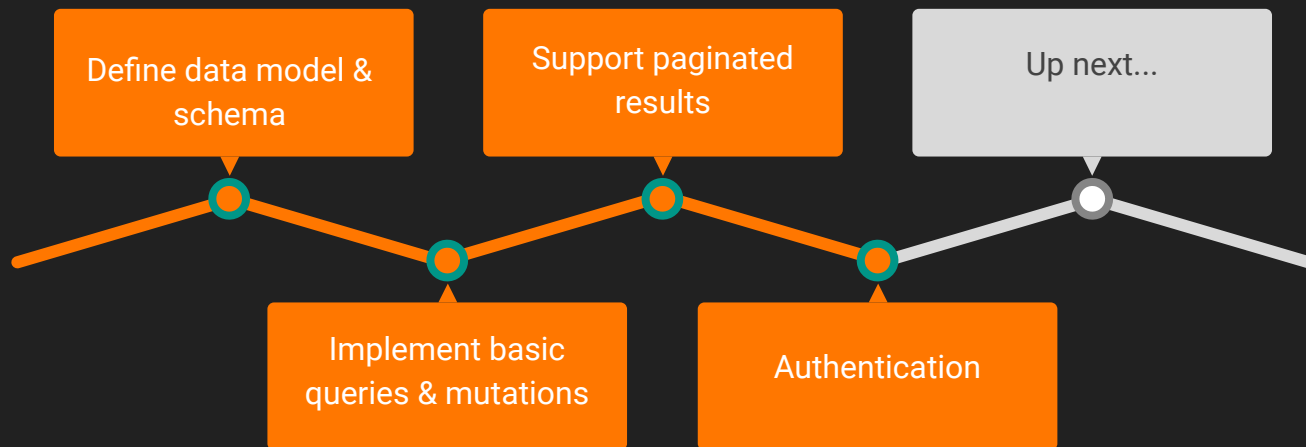 Define data model &
schema
Implement basic
queries & mutations
Support paginated
results
Authentication
Up next...